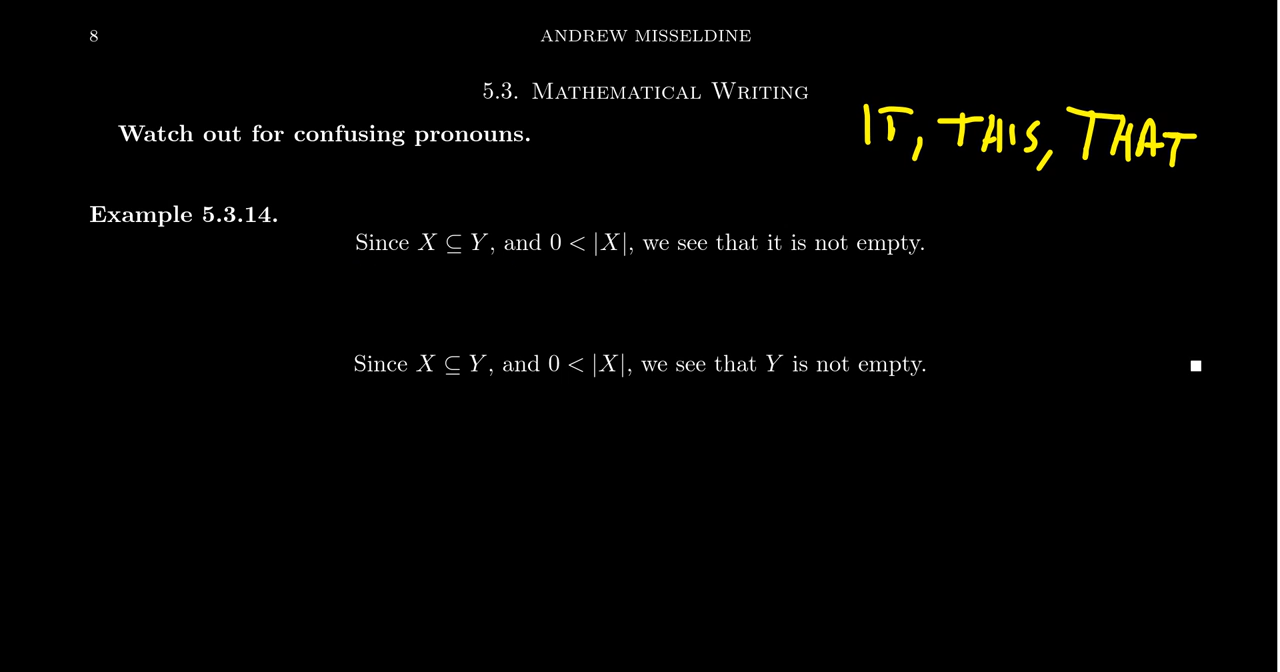 8 ANDREW MISSELDINE
5.3. MATHEMATICAL WRITING
Watch out for confusing pronouns.
IT, THIS, THAT
Example 5.3.14.
Since X ⊆ Y, and 0 < |X|, we see that it is not empty.
Since X ⊆ Y, and 0 < |X|, we see that Y is not empty. ■